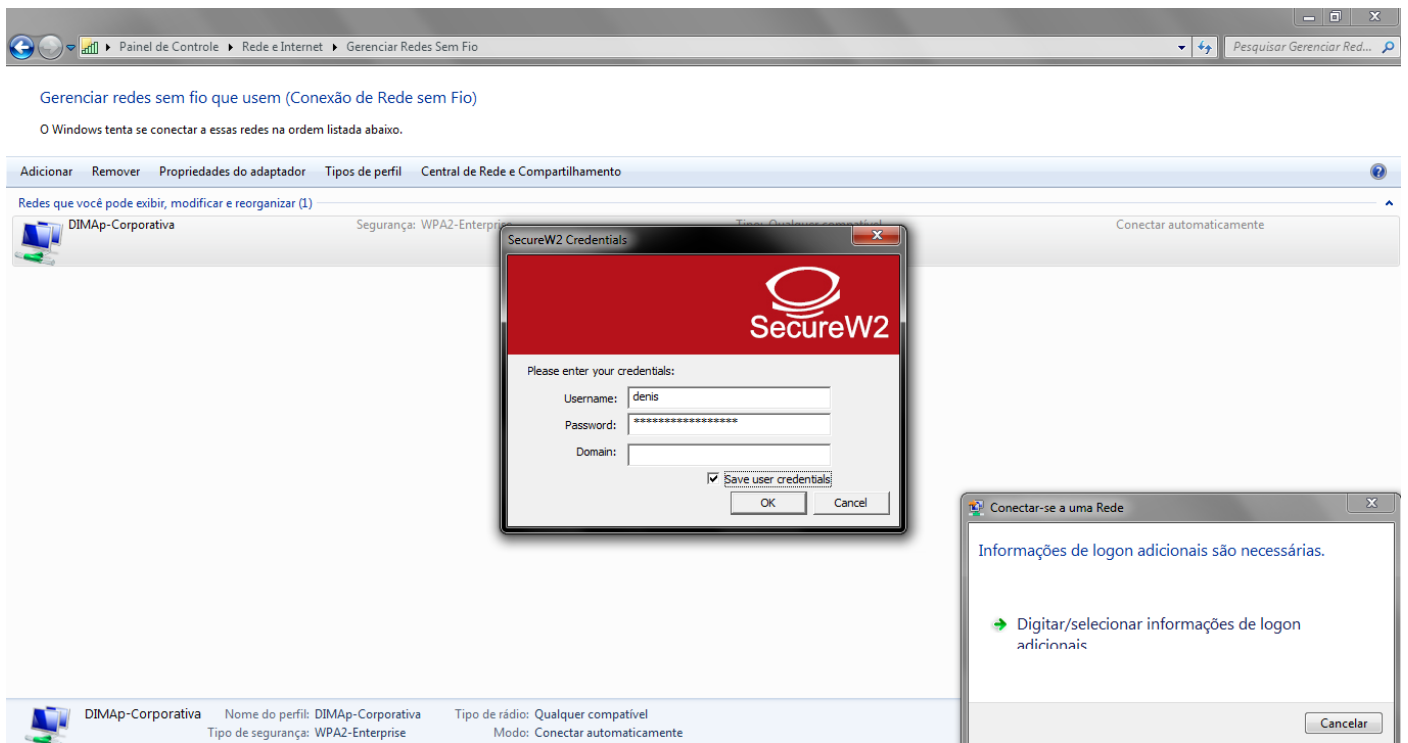 Painel de Controle ▸ Rede e Internet ▸ Gerenciar Redes Sem Fio
Pesquisar Gerenciar Red...
Gerenciar redes sem fio que usem (Conexão de Rede sem Fio)
O Windows tenta se conectar a essas redes na ordem listada abaixo.
Adicionar Remover Propriedades do adaptador Tipos de perfil Central de Rede e Compartilhamento
Redes que você pode exibir, modificar e reorganizar (1)
DIMAp-Corporativa Segurança: WPA2-Enterprise Tipo: Qualquer compatível Conectar automaticamente
SecureW2 Credentials
SecureW2
Please enter your credentials:
Username: denis
Password: *****************
Domain:
Save user credentials
OK Cancel
Conectar-se a uma Rede
Informações de logon adicionais são necessárias.
Digitar/selecionar informações de logon
adicionais
Cancelar
DIMAp-Corporativa Nome do perfil: DIMAp-Corporativa Tipo de rádio: Qualquer compatível
Tipo de segurança: WPA2-Enterprise Modo: Conectar automaticamente